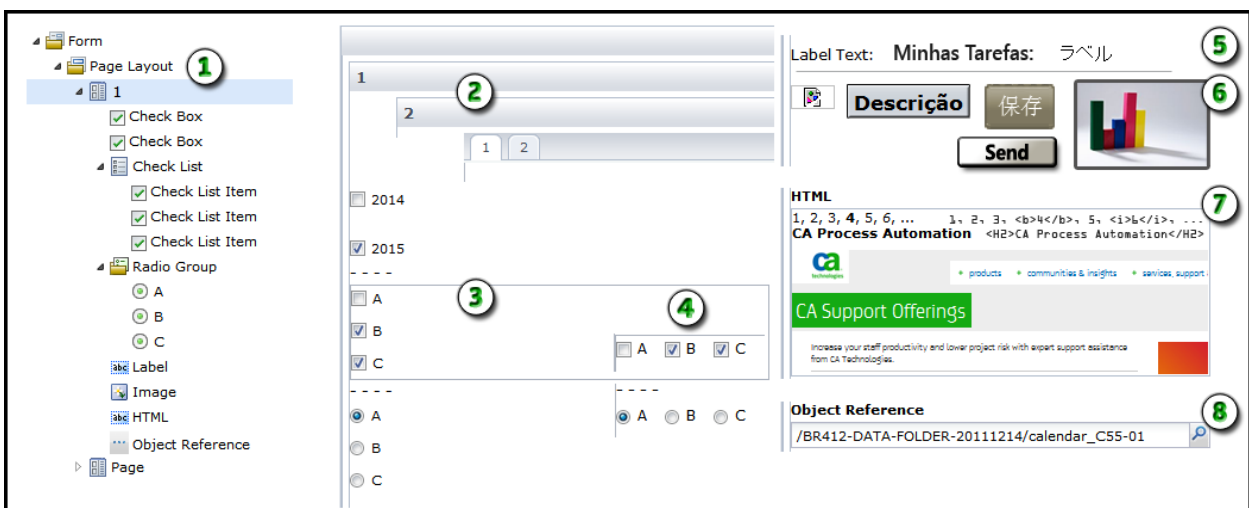 Form
Page Layout
1
1
Check Box
Check Box
Check List
Check List Item
Check List Item
Check List Item
Radio Group
A
B
C
abc Label
Image
abc HTML
Object Reference
Page
1
2
2
1 2
2014
2015
- - - -
3
A
B
C
4
A B C
- - - -
A
B
C
- - - -
A B C
5
Label Text: Minhas Tarefas: ラベル
6
Descrição 保存
Send
7
HTML
1, 2, 3, 4, 5, 6, ... 1, 2, 3, <b>4</b>, 5, <i>6</i>, ...
CA Process Automation <H2>CA Process Automation</H2>
ca
technologies
products communities & insights services, support
CA Support Offerings
Increase your staff productivity and lower project risk with expert support assistance
from CA Technologies.
8
Object Reference
/BR412-DATA-FOLDER-20111214/calendar_C55-01